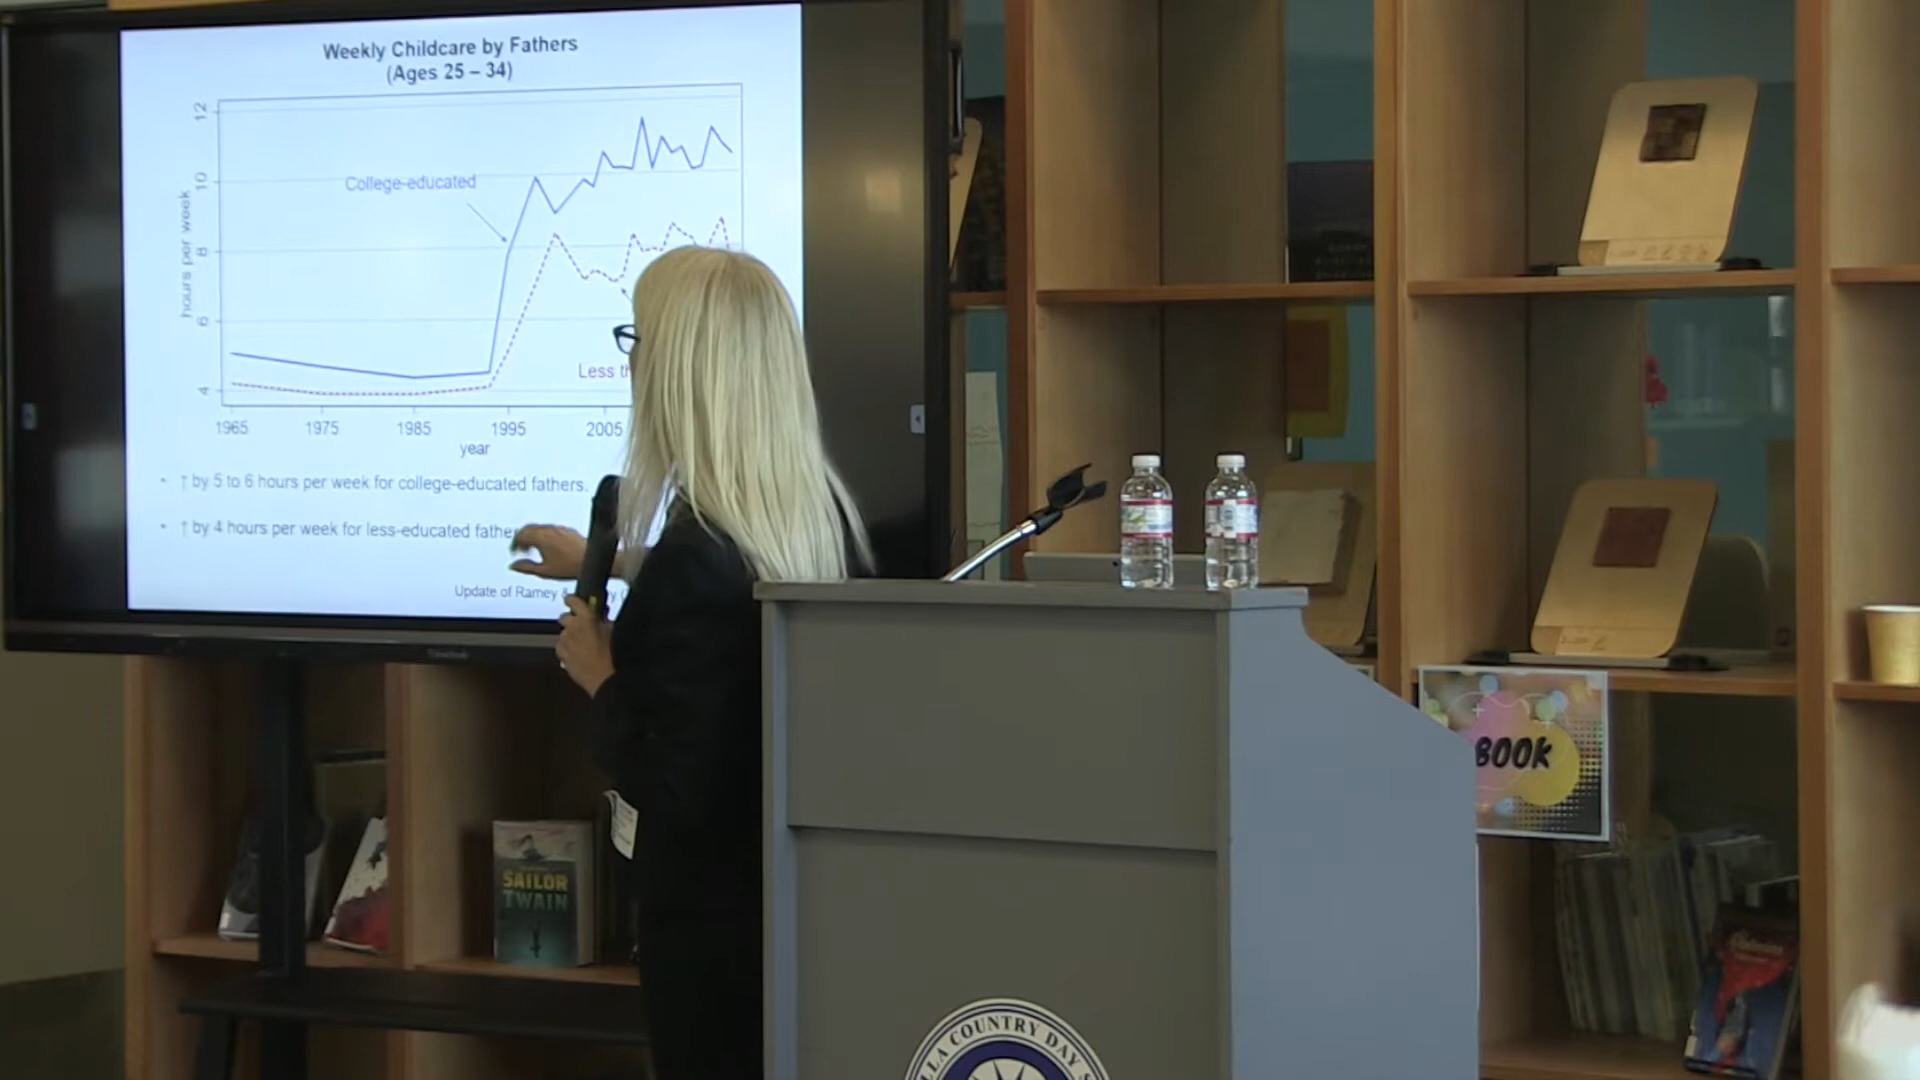 Weekly Childcare by Fathers
(Ages 25 – 34)
hours per week
12
10
8
6
4
College-educated
Less
1965
1975
1985
1995
2005
year
• ↑ by 5 to 6 hours per week for college-educated fathers.
• ↑ by 4 hours per week for less-educated
Update of Ramey
SAILOR
TWAIN
BOOK
COUNTRY DAY